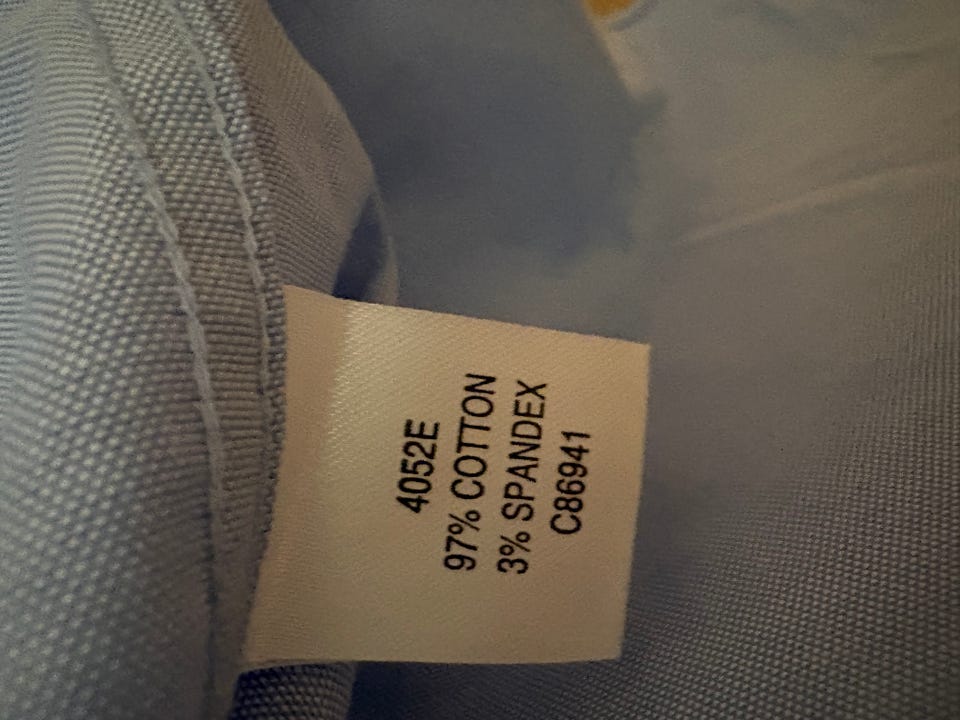 4052E
97% COTTON
3% SPANDEX
C86941